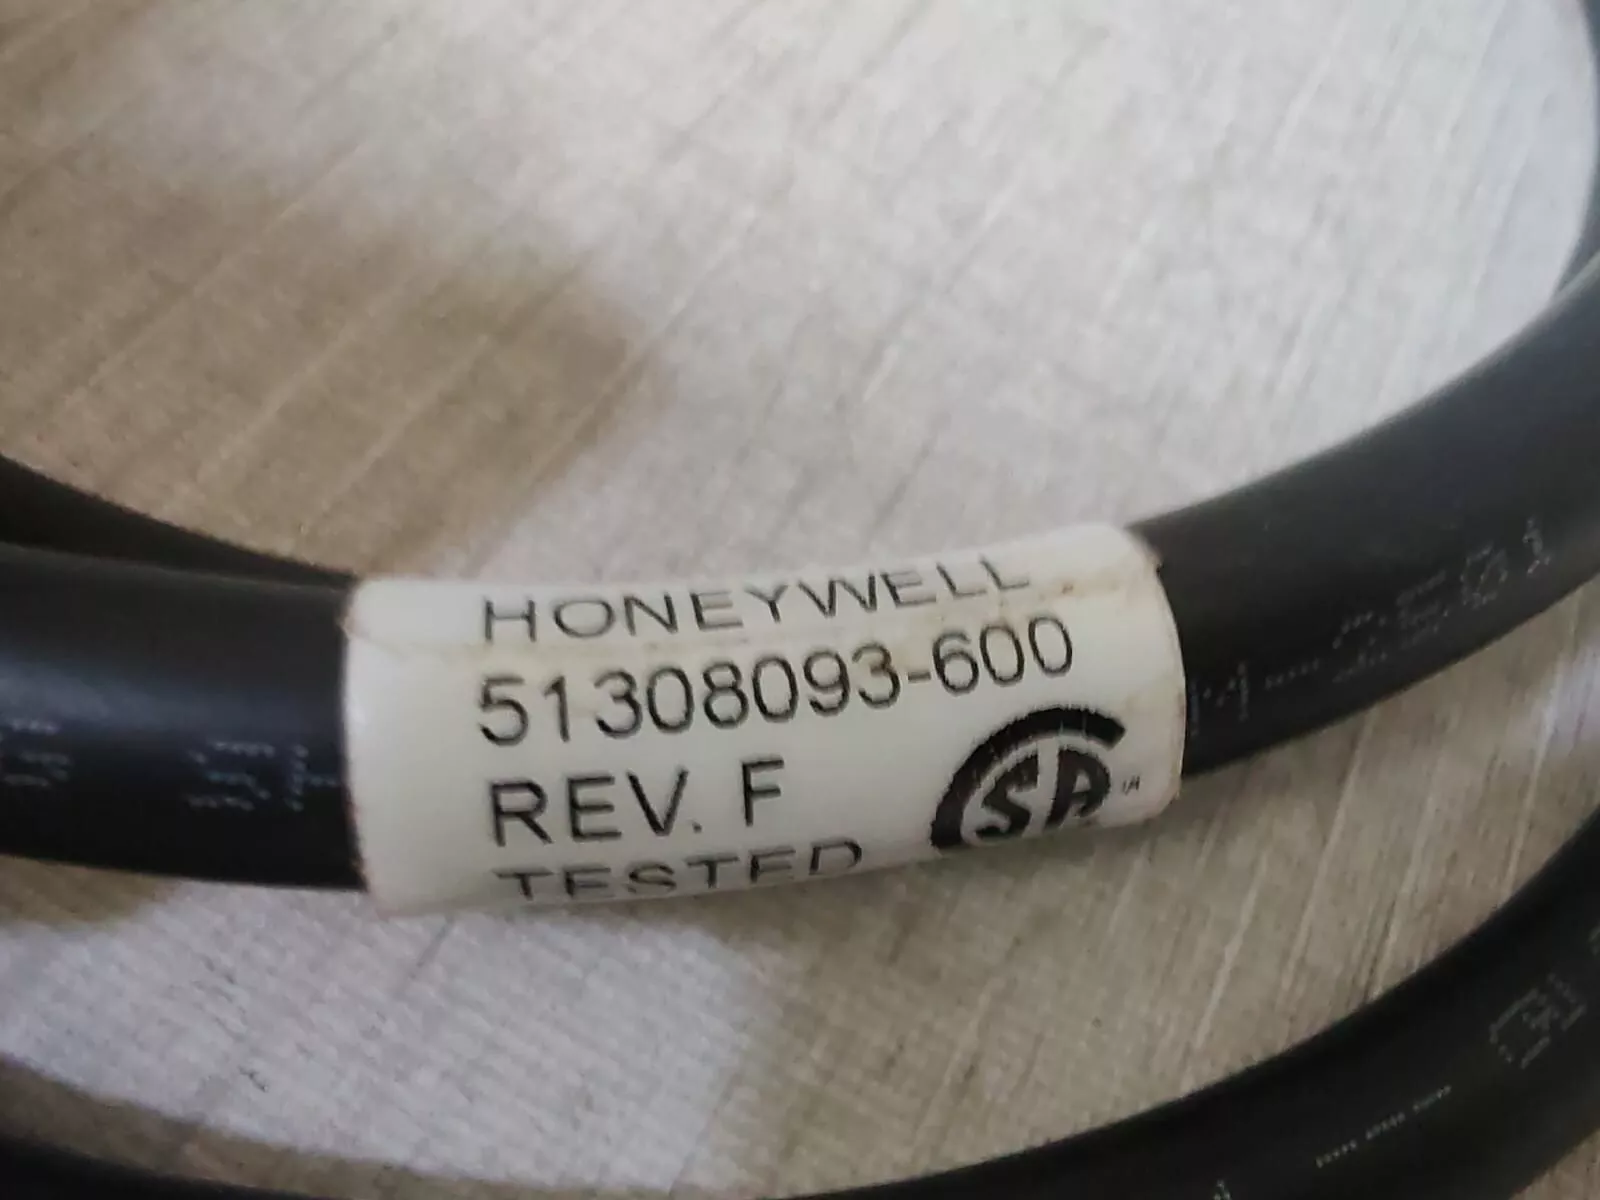 HONEYWELL
51308093-600
REV. F
TESTED
SA